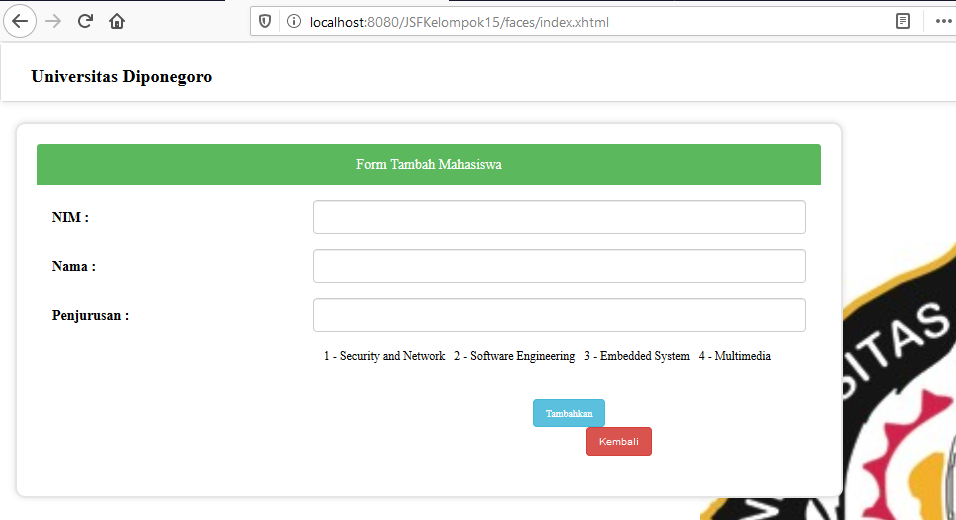 localhost:8080/JSFKelompok15/faces/index.xhtml
Universitas Diponegoro
Form Tambah Mahasiswa
NIM :
Nama :
Penjurusan :
1 - Security and Network 2 - Software Engineering 3 - Embedded System 4 - Multimedia
Tambahkan
Kembali
SITAS